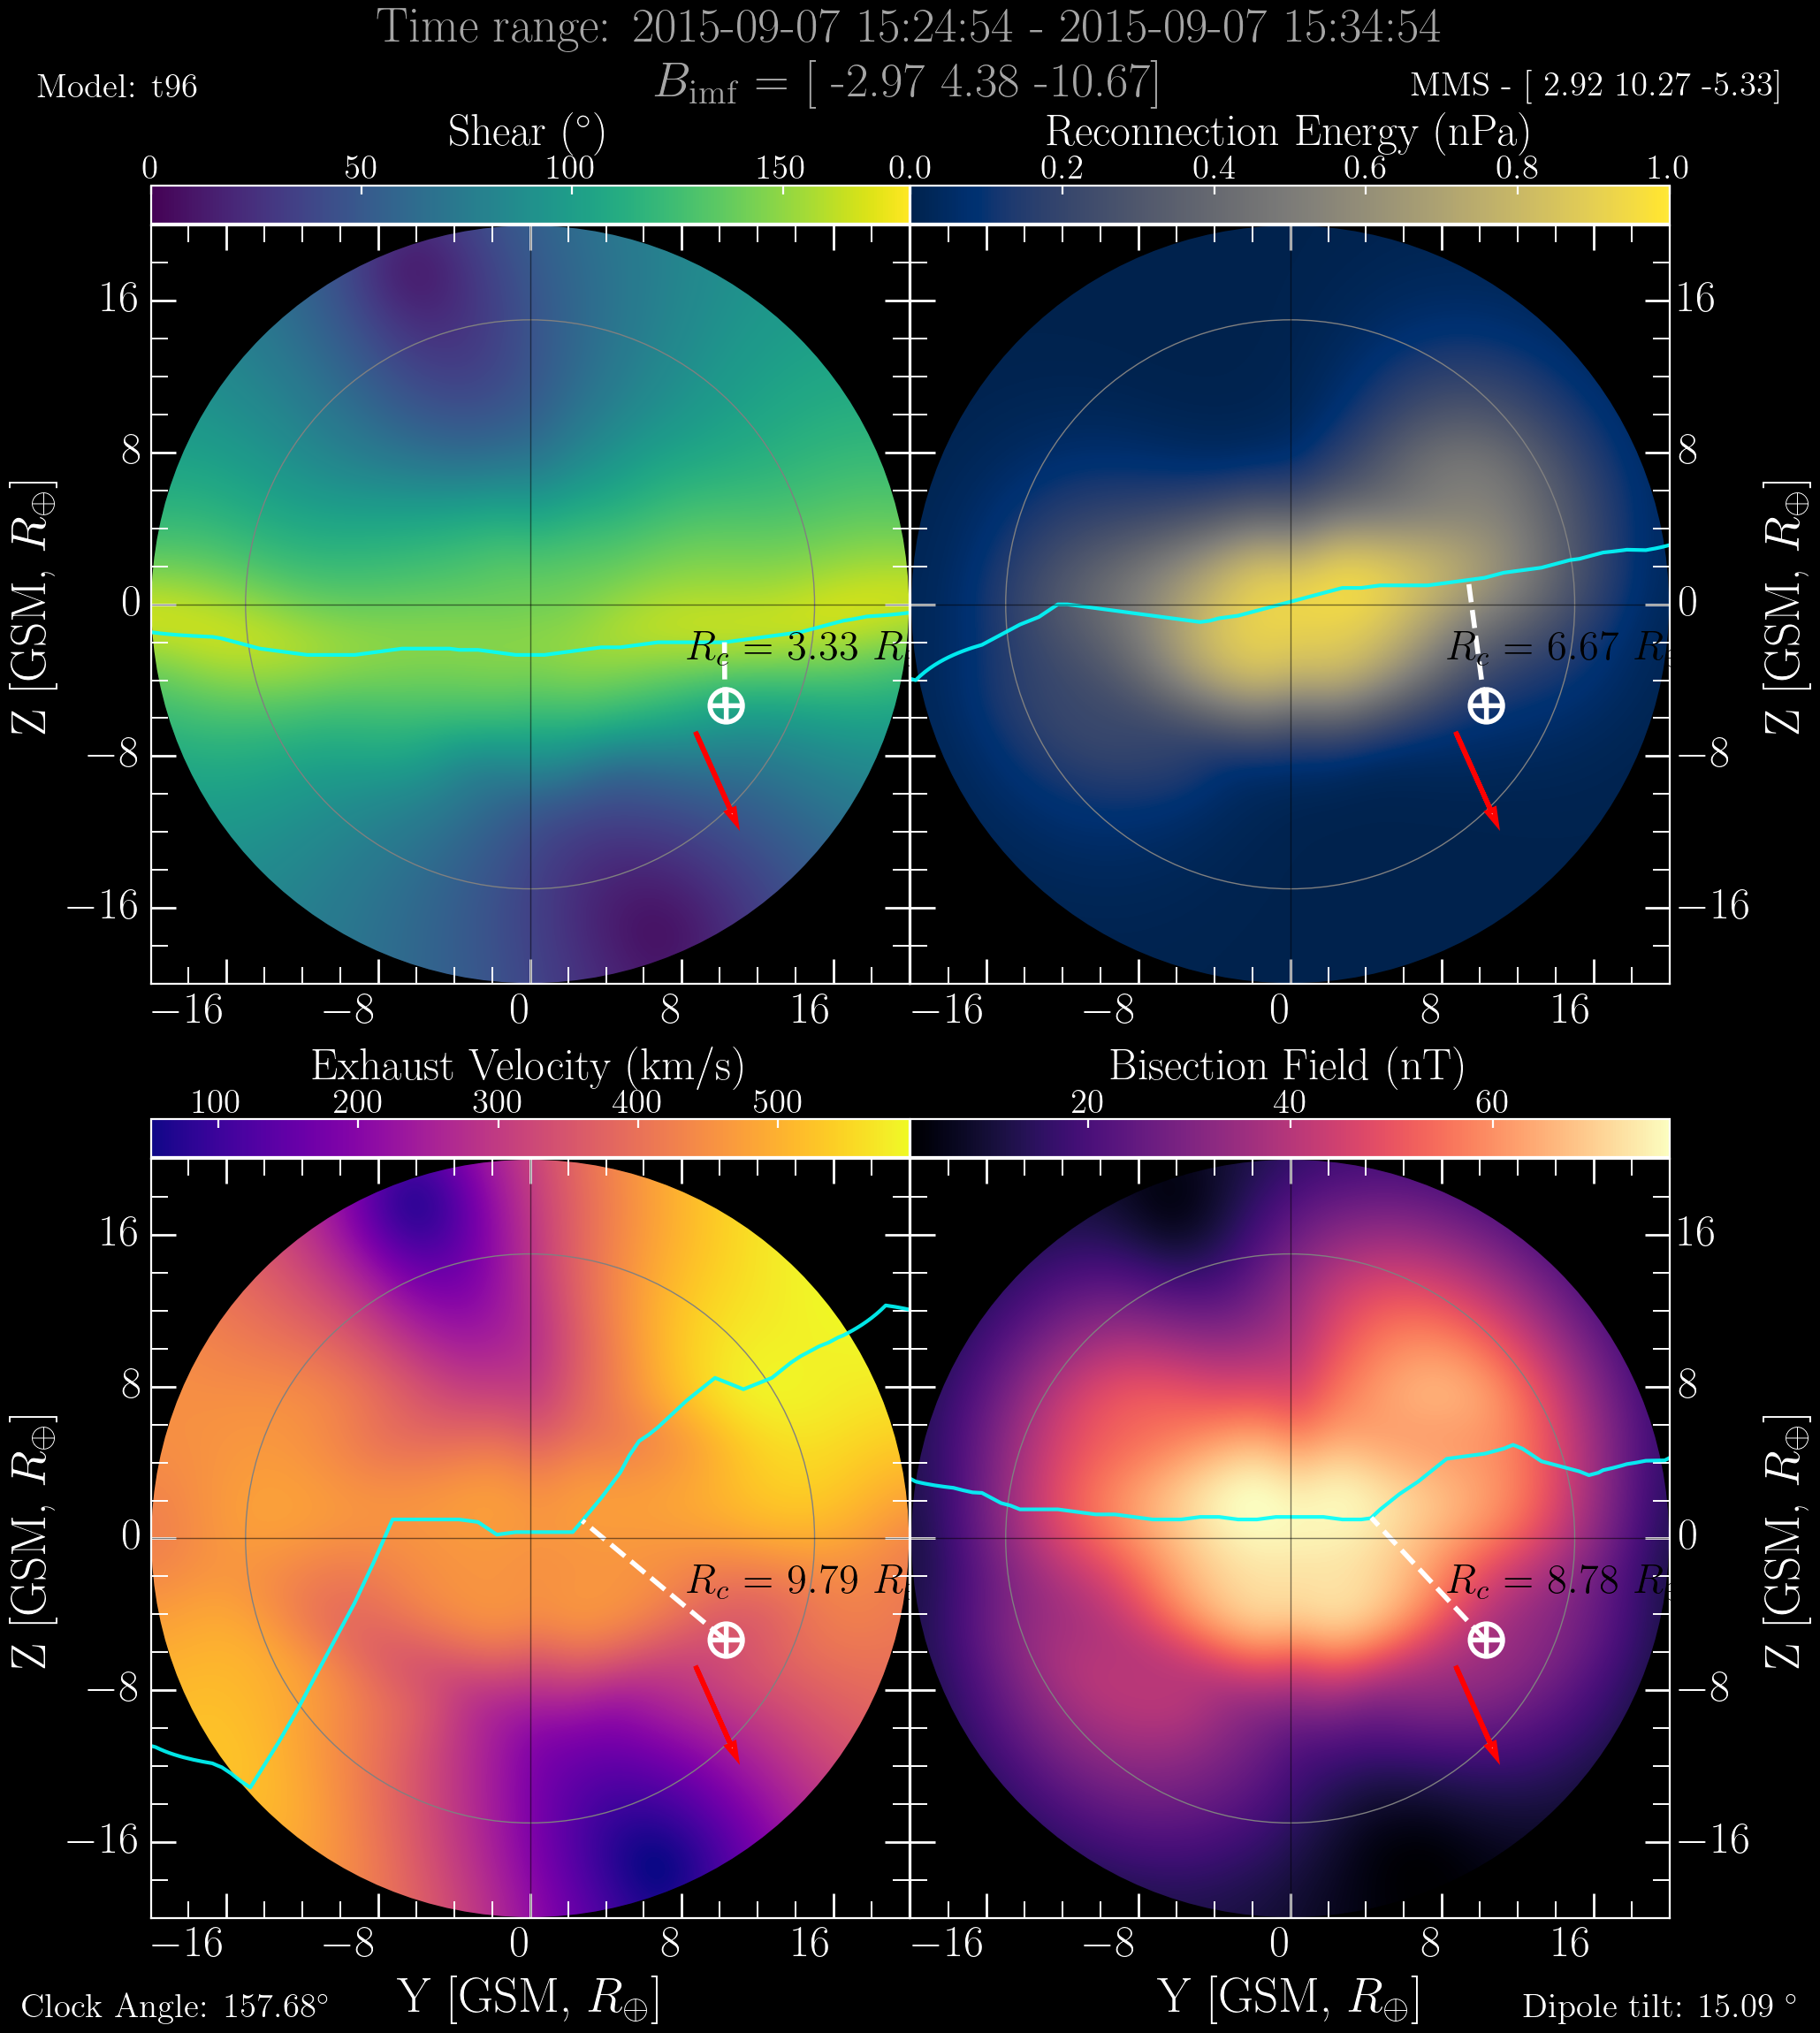 Time range: 2015-09-07 15:24:54 - 2015-09-07 15:34:54
Model: t96
B_imf = [ -2.97 4.38 -10.67]
MMS - [ 2.92 10.27 -5.33]
Shear (°)
Reconnection Energy (nPa)
0 50 100 150
0.0 0.2 0.4 0.6 0.8 1.0
Z [GSM, R⊕]
16
8
0
−8
−16
R_c = 3.33 R
−16 −8 0 8 16
R_c = 6.67 R
16
8
0
−8
−16
Z [GSM, R⊕]
−16 −8 0 8 16
Exhaust Velocity (km/s)
Bisection Field (nT)
100 200 300 400 500
20 40 60
Z [GSM, R⊕]
16
8
0
−8
−16
R_c = 9.79 R
−16 −8 0 8 16
R_c = 8.78 R
16
8
0
−8
−16
Z [GSM, R⊕]
−16 −8 0 8 16
Y [GSM, R⊕]
Y [GSM, R⊕]
Clock Angle: 157.68°
Dipole tilt: 15.09 °